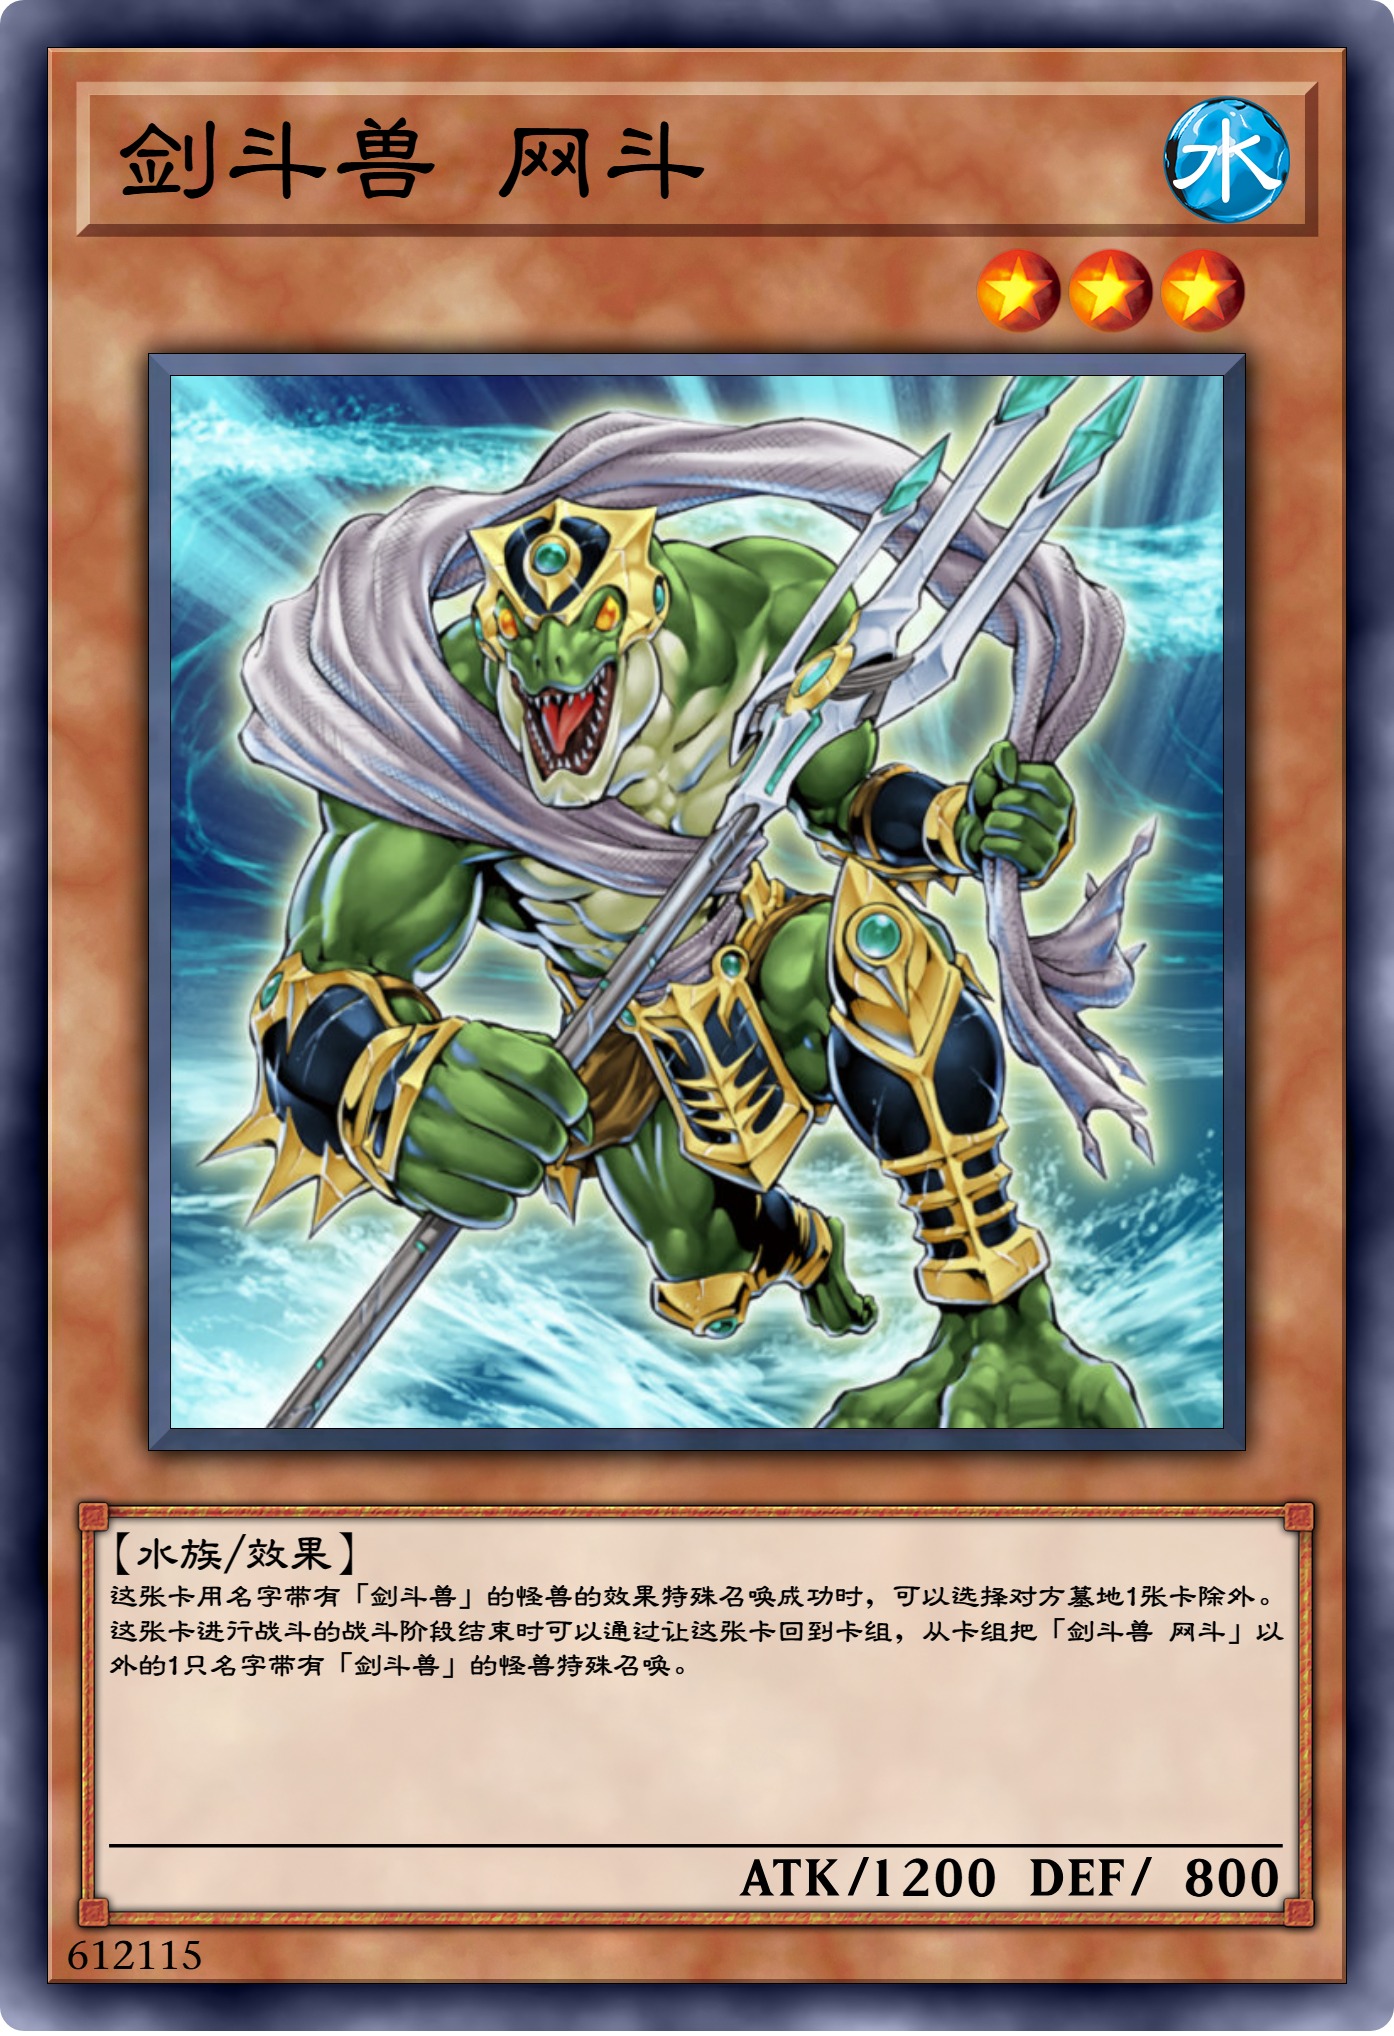 剑斗兽 网斗
水
【水族/效果】
这张卡用名字带有「剑斗兽」的怪兽的效果特殊召唤成功时，可以选择对方墓地1张卡除外。
这张卡进行战斗的战斗阶段结束时可以通过让这张卡回到卡组，从卡组把「剑斗兽 网斗」以
外的1只名字带有「剑斗兽」的怪兽特殊召唤。
ATK/1200 DEF/ 800
612115